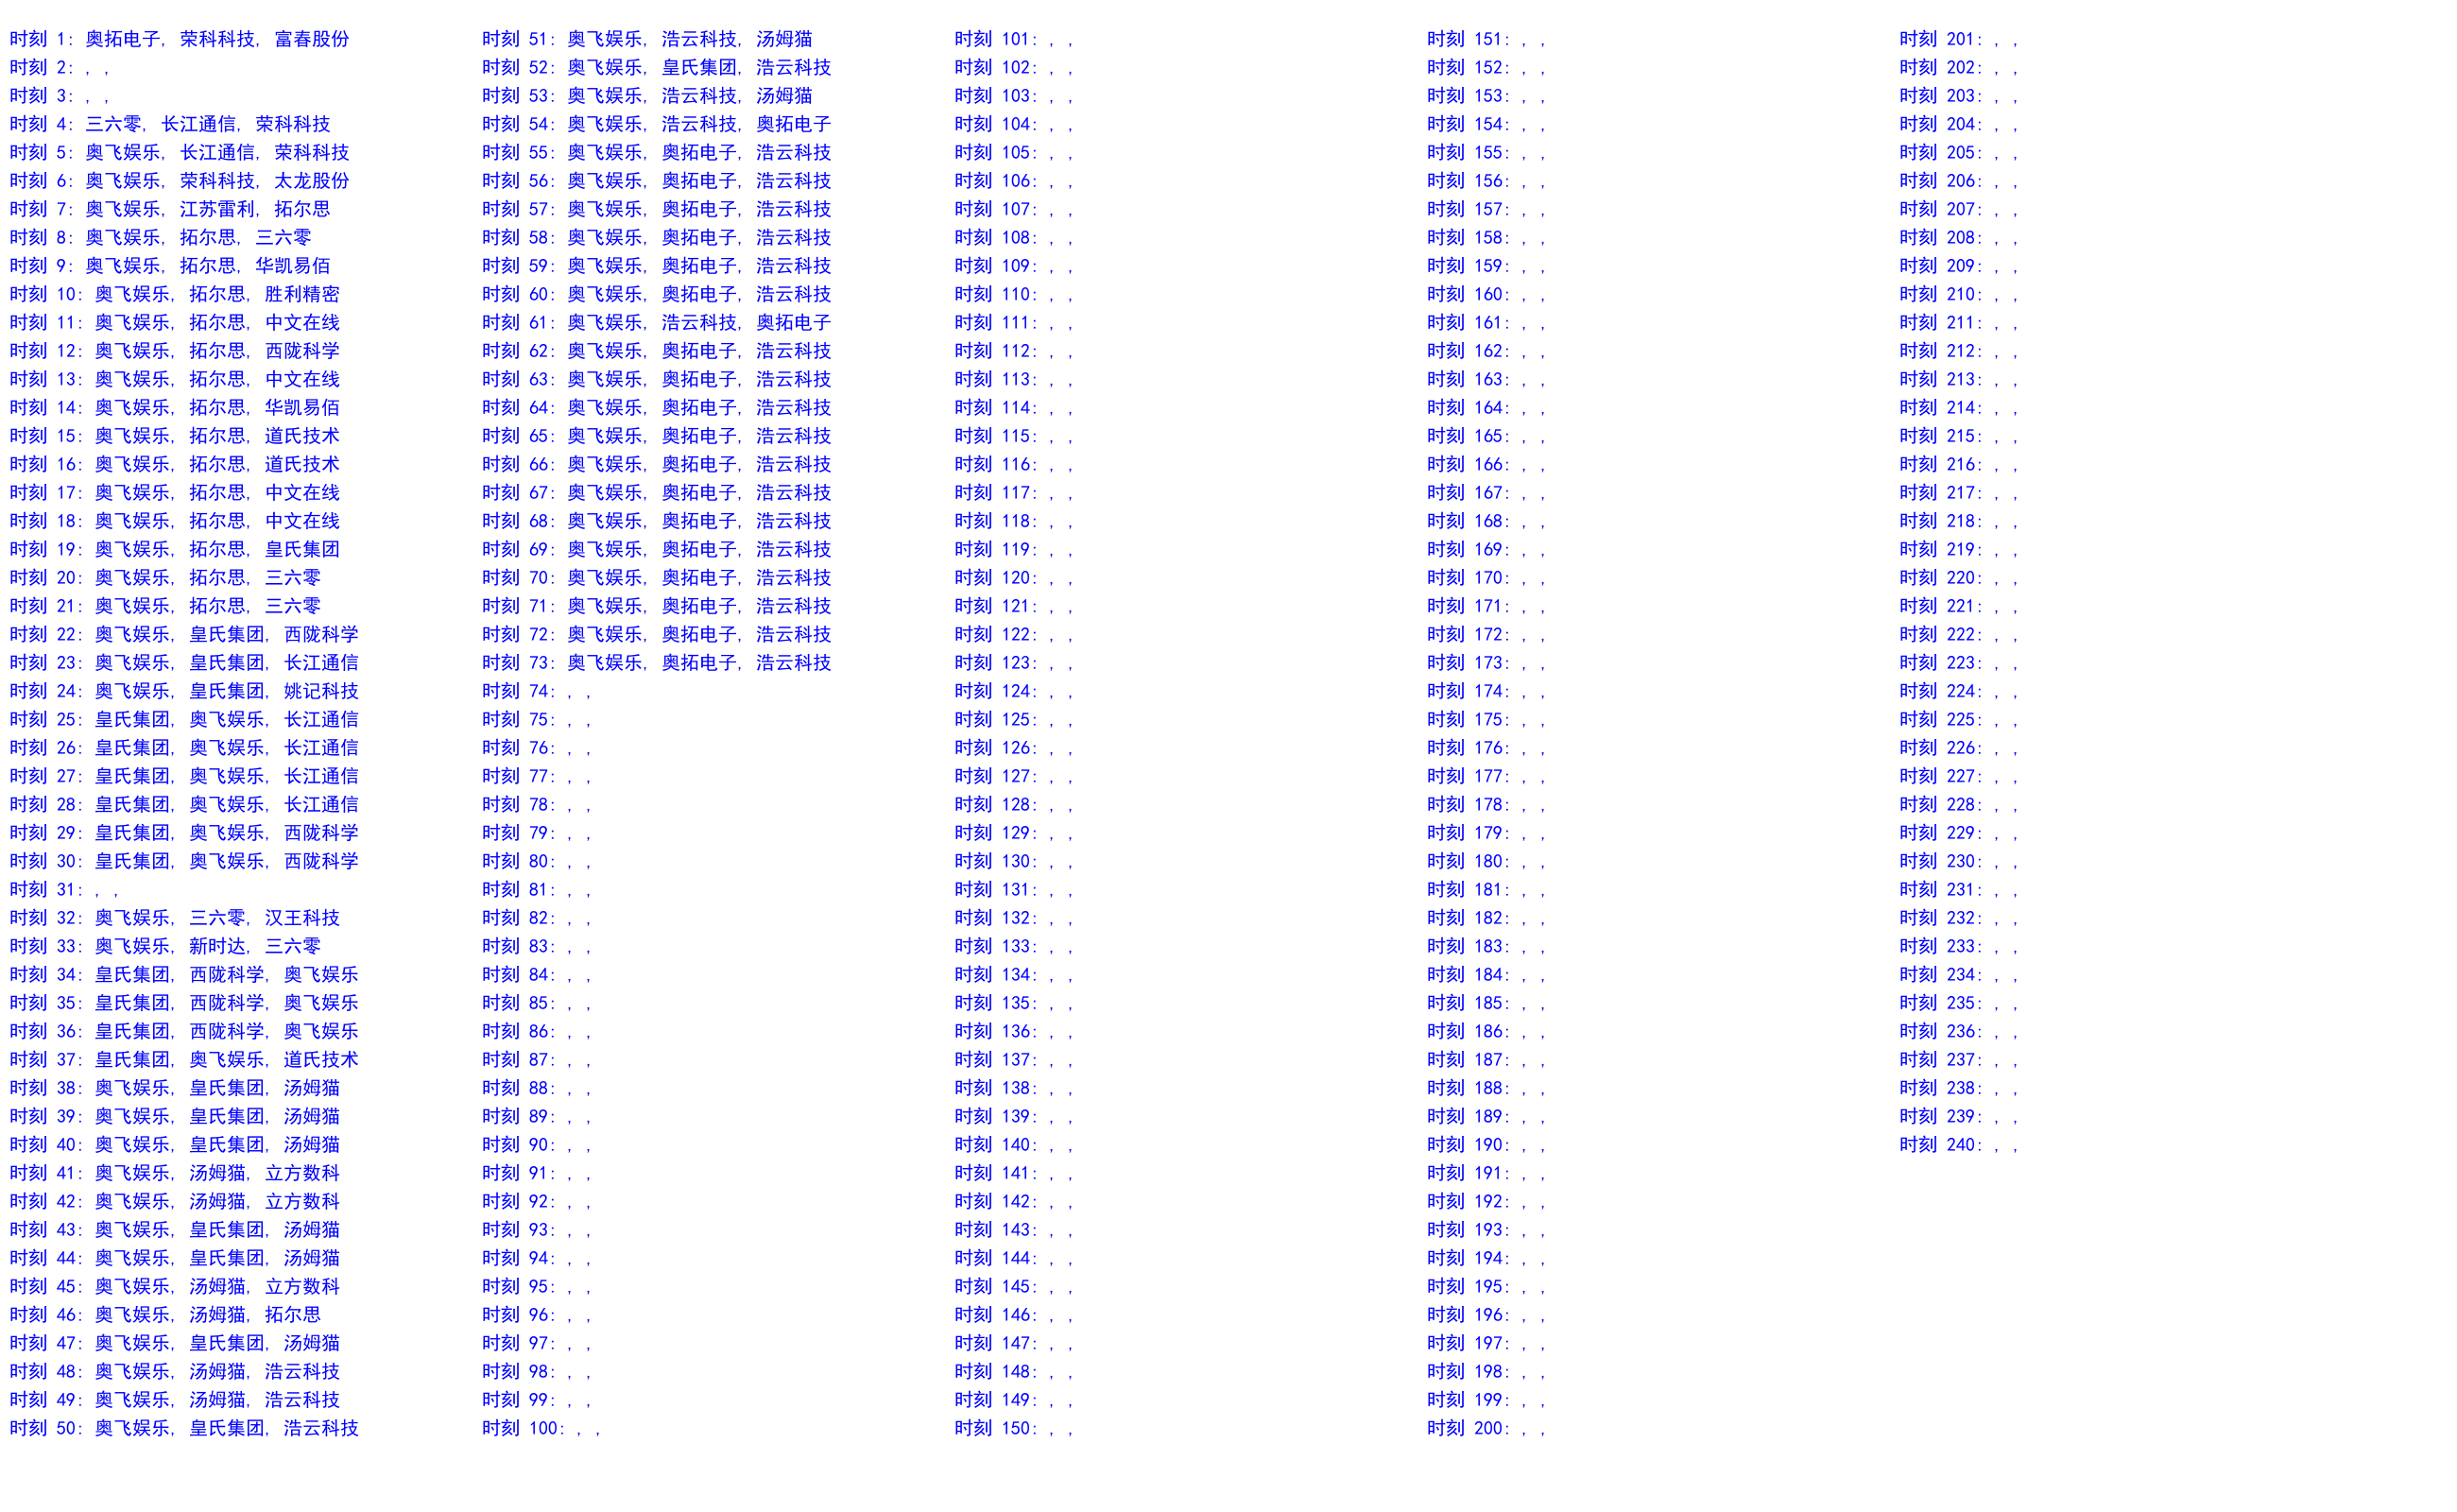 时刻 1: 奥拓电子, 荣科科技, 富春股份
时刻 2: , ,
时刻 3: , ,
时刻 4: 三六零, 长江通信, 荣科科技
时刻 5: 奥飞娱乐, 长江通信, 荣科科技
时刻 6: 奥飞娱乐, 荣科科技, 太龙股份
时刻 7: 奥飞娱乐, 江苏雷利, 拓尔思
时刻 8: 奥飞娱乐, 拓尔思, 三六零
时刻 9: 奥飞娱乐, 拓尔思, 华凯易佰
时刻 10: 奥飞娱乐, 拓尔思, 胜利精密
时刻 11: 奥飞娱乐, 拓尔思, 中文在线
时刻 12: 奥飞娱乐, 拓尔思, 西陇科学
时刻 13: 奥飞娱乐, 拓尔思, 中文在线
时刻 14: 奥飞娱乐, 拓尔思, 华凯易佰
时刻 15: 奥飞娱乐, 拓尔思, 道氏技术
时刻 16: 奥飞娱乐, 拓尔思, 道氏技术
时刻 17: 奥飞娱乐, 拓尔思, 中文在线
时刻 18: 奥飞娱乐, 拓尔思, 中文在线
时刻 19: 奥飞娱乐, 拓尔思, 皇氏集团
时刻 20: 奥飞娱乐, 拓尔思, 三六零
时刻 21: 奥飞娱乐, 拓尔思, 三六零
时刻 22: 奥飞娱乐, 皇氏集团, 西陇科学
时刻 23: 奥飞娱乐, 皇氏集团, 长江通信
时刻 24: 奥飞娱乐, 皇氏集团, 姚记科技
时刻 25: 皇氏集团, 奥飞娱乐, 长江通信
时刻 26: 皇氏集团, 奥飞娱乐, 长江通信
时刻 27: 皇氏集团, 奥飞娱乐, 长江通信
时刻 28: 皇氏集团, 奥飞娱乐, 长江通信
时刻 29: 皇氏集团, 奥飞娱乐, 西陇科学
时刻 30: 皇氏集团, 奥飞娱乐, 西陇科学
时刻 31: , ,
时刻 32: 奥飞娱乐, 三六零, 汉王科技
时刻 33: 奥飞娱乐, 新时达, 三六零
时刻 34: 皇氏集团, 西陇科学, 奥飞娱乐
时刻 35: 皇氏集团, 西陇科学, 奥飞娱乐
时刻 36: 皇氏集团, 西陇科学, 奥飞娱乐
时刻 37: 皇氏集团, 奥飞娱乐, 道氏技术
时刻 38: 奥飞娱乐, 皇氏集团, 汤姆猫
时刻 39: 奥飞娱乐, 皇氏集团, 汤姆猫
时刻 40: 奥飞娱乐, 皇氏集团, 汤姆猫
时刻 41: 奥飞娱乐, 汤姆猫, 立方数科
时刻 42: 奥飞娱乐, 汤姆猫, 立方数科
时刻 43: 奥飞娱乐, 皇氏集团, 汤姆猫
时刻 44: 奥飞娱乐, 皇氏集团, 汤姆猫
时刻 45: 奥飞娱乐, 汤姆猫, 立方数科
时刻 46: 奥飞娱乐, 汤姆猫, 拓尔思
时刻 47: 奥飞娱乐, 皇氏集团, 汤姆猫
时刻 48: 奥飞娱乐, 汤姆猫, 浩云科技
时刻 49: 奥飞娱乐, 汤姆猫, 浩云科技
时刻 50: 奥飞娱乐, 皇氏集团, 浩云科技
时刻 51: 奥飞娱乐, 浩云科技, 汤姆猫
时刻 52: 奥飞娱乐, 皇氏集团, 浩云科技
时刻 53: 奥飞娱乐, 浩云科技, 汤姆猫
时刻 54: 奥飞娱乐, 浩云科技, 奥拓电子
时刻 55: 奥飞娱乐, 奥拓电子, 浩云科技
时刻 56: 奥飞娱乐, 奥拓电子, 浩云科技
时刻 57: 奥飞娱乐, 奥拓电子, 浩云科技
时刻 58: 奥飞娱乐, 奥拓电子, 浩云科技
时刻 59: 奥飞娱乐, 奥拓电子, 浩云科技
时刻 60: 奥飞娱乐, 奥拓电子, 浩云科技
时刻 61: 奥飞娱乐, 浩云科技, 奥拓电子
时刻 62: 奥飞娱乐, 奥拓电子, 浩云科技
时刻 63: 奥飞娱乐, 奥拓电子, 浩云科技
时刻 64: 奥飞娱乐, 奥拓电子, 浩云科技
时刻 65: 奥飞娱乐, 奥拓电子, 浩云科技
时刻 66: 奥飞娱乐, 奥拓电子, 浩云科技
时刻 67: 奥飞娱乐, 奥拓电子, 浩云科技
时刻 68: 奥飞娱乐, 奥拓电子, 浩云科技
时刻 69: 奥飞娱乐, 奥拓电子, 浩云科技
时刻 70: 奥飞娱乐, 奥拓电子, 浩云科技
时刻 71: 奥飞娱乐, 奥拓电子, 浩云科技
时刻 72: 奥飞娱乐, 奥拓电子, 浩云科技
时刻 73: 奥飞娱乐, 奥拓电子, 浩云科技
时刻 74: , ,
时刻 75: , ,
时刻 76: , ,
时刻 77: , ,
时刻 78: , ,
时刻 79: , ,
时刻 80: , ,
时刻 81: , ,
时刻 82: , ,
时刻 83: , ,
时刻 84: , ,
时刻 85: , ,
时刻 86: , ,
时刻 87: , ,
时刻 88: , ,
时刻 89: , ,
时刻 90: , ,
时刻 91: , ,
时刻 92: , ,
时刻 93: , ,
时刻 94: , ,
时刻 95: , ,
时刻 96: , ,
时刻 97: , ,
时刻 98: , ,
时刻 99: , ,
时刻 100: , ,
时刻 101: , ,
时刻 102: , ,
时刻 103: , ,
时刻 104: , ,
时刻 105: , ,
时刻 106: , ,
时刻 107: , ,
时刻 108: , ,
时刻 109: , ,
时刻 110: , ,
时刻 111: , ,
时刻 112: , ,
时刻 113: , ,
时刻 114: , ,
时刻 115: , ,
时刻 116: , ,
时刻 117: , ,
时刻 118: , ,
时刻 119: , ,
时刻 120: , ,
时刻 121: , ,
时刻 122: , ,
时刻 123: , ,
时刻 124: , ,
时刻 125: , ,
时刻 126: , ,
时刻 127: , ,
时刻 128: , ,
时刻 129: , ,
时刻 130: , ,
时刻 131: , ,
时刻 132: , ,
时刻 133: , ,
时刻 134: , ,
时刻 135: , ,
时刻 136: , ,
时刻 137: , ,
时刻 138: , ,
时刻 139: , ,
时刻 140: , ,
时刻 141: , ,
时刻 142: , ,
时刻 143: , ,
时刻 144: , ,
时刻 145: , ,
时刻 146: , ,
时刻 147: , ,
时刻 148: , ,
时刻 149: , ,
时刻 150: , ,
时刻 151: , ,
时刻 152: , ,
时刻 153: , ,
时刻 154: , ,
时刻 155: , ,
时刻 156: , ,
时刻 157: , ,
时刻 158: , ,
时刻 159: , ,
时刻 160: , ,
时刻 161: , ,
时刻 162: , ,
时刻 163: , ,
时刻 164: , ,
时刻 165: , ,
时刻 166: , ,
时刻 167: , ,
时刻 168: , ,
时刻 169: , ,
时刻 170: , ,
时刻 171: , ,
时刻 172: , ,
时刻 173: , ,
时刻 174: , ,
时刻 175: , ,
时刻 176: , ,
时刻 177: , ,
时刻 178: , ,
时刻 179: , ,
时刻 180: , ,
时刻 181: , ,
时刻 182: , ,
时刻 183: , ,
时刻 184: , ,
时刻 185: , ,
时刻 186: , ,
时刻 187: , ,
时刻 188: , ,
时刻 189: , ,
时刻 190: , ,
时刻 191: , ,
时刻 192: , ,
时刻 193: , ,
时刻 194: , ,
时刻 195: , ,
时刻 196: , ,
时刻 197: , ,
时刻 198: , ,
时刻 199: , ,
时刻 200: , ,
时刻 201: , ,
时刻 202: , ,
时刻 203: , ,
时刻 204: , ,
时刻 205: , ,
时刻 206: , ,
时刻 207: , ,
时刻 208: , ,
时刻 209: , ,
时刻 210: , ,
时刻 211: , ,
时刻 212: , ,
时刻 213: , ,
时刻 214: , ,
时刻 215: , ,
时刻 216: , ,
时刻 217: , ,
时刻 218: , ,
时刻 219: , ,
时刻 220: , ,
时刻 221: , ,
时刻 222: , ,
时刻 223: , ,
时刻 224: , ,
时刻 225: , ,
时刻 226: , ,
时刻 227: , ,
时刻 228: , ,
时刻 229: , ,
时刻 230: , ,
时刻 231: , ,
时刻 232: , ,
时刻 233: , ,
时刻 234: , ,
时刻 235: , ,
时刻 236: , ,
时刻 237: , ,
时刻 238: , ,
时刻 239: , ,
时刻 240: , ,